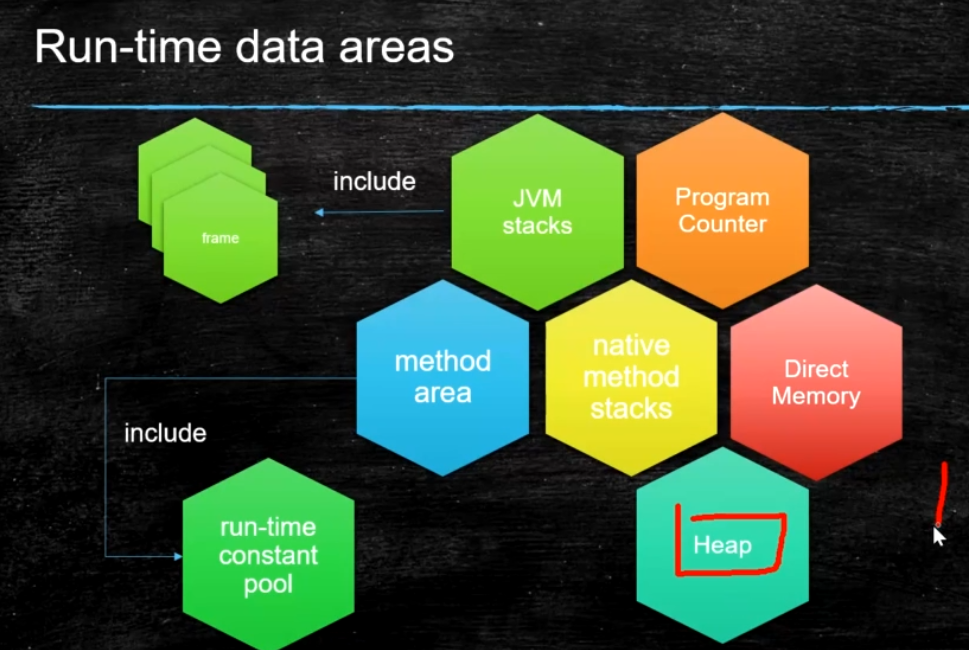 Run-time data areas
include
JVM
stacks
Program
Counter
frame
method
area
native
method
stacks
Direct
Memory
include
run-time
constant
pool
Heap